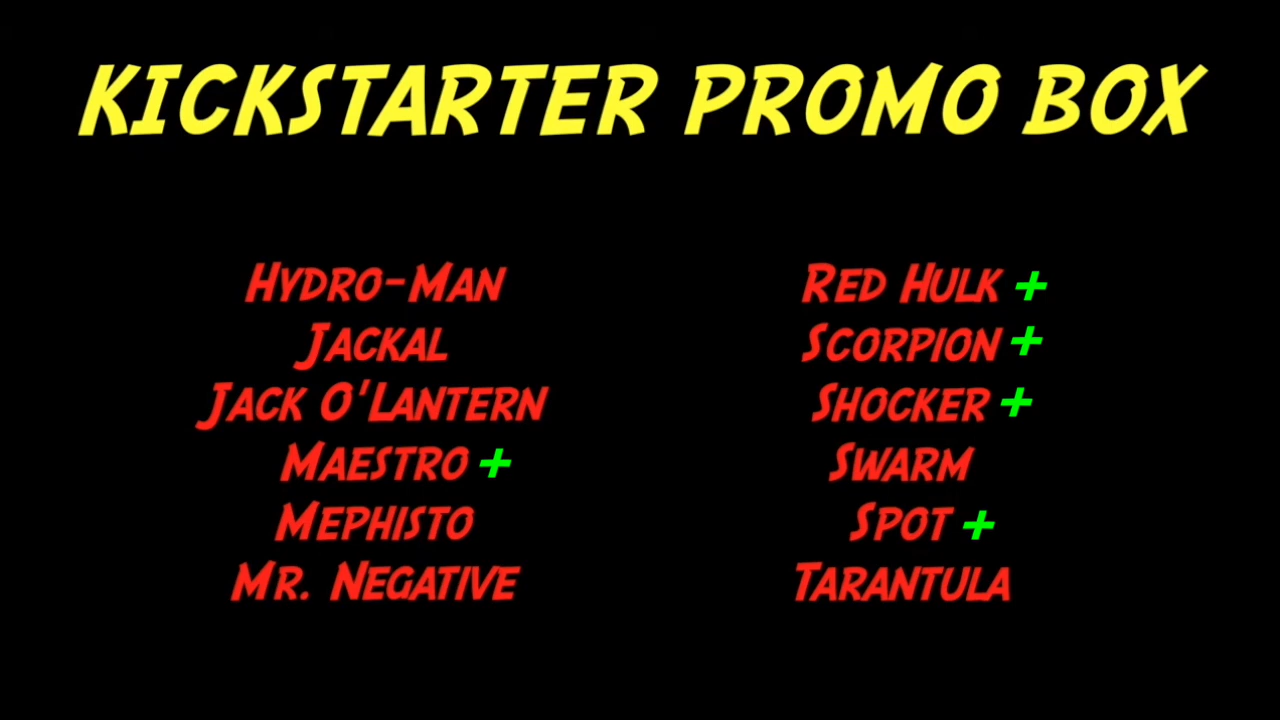 KICKSTARTER PROMO BOX
HYDRO-MAN
JACKAL
JACK O'LANTERN
MAESTRO +
MEPHISTO
MR. NEGATIVE
RED HULK +
SCORPION +
SHOCKER +
SWARM
SPOT +
TARANTULA